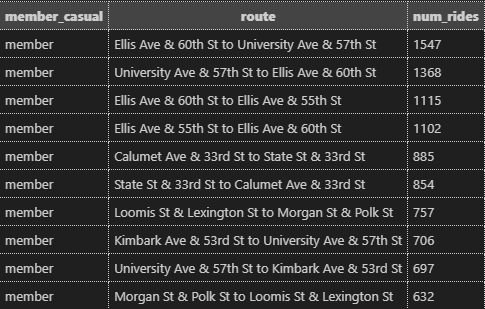 member_casual route num_rides
member Ellis Ave & 60th St to University Ave & 57th St 1547
member University Ave & 57th St to Ellis Ave & 60th St 1368
member Ellis Ave & 60th St to Ellis Ave & 55th St 1115
member Ellis Ave & 55th St to Ellis Ave & 60th St 1102
member Calumet Ave & 33rd St to State St & 33rd St 885
member State St & 33rd St to Calumet Ave & 33rd St 854
member Loomis St & Lexington St to Morgan St & Polk St 757
member Kimbark Ave & 53rd St to University Ave & 57th St 706
member University Ave & 57th St to Kimbark Ave & 53rd St 697
member Morgan St & Polk St to Loomis St & Lexington St 632